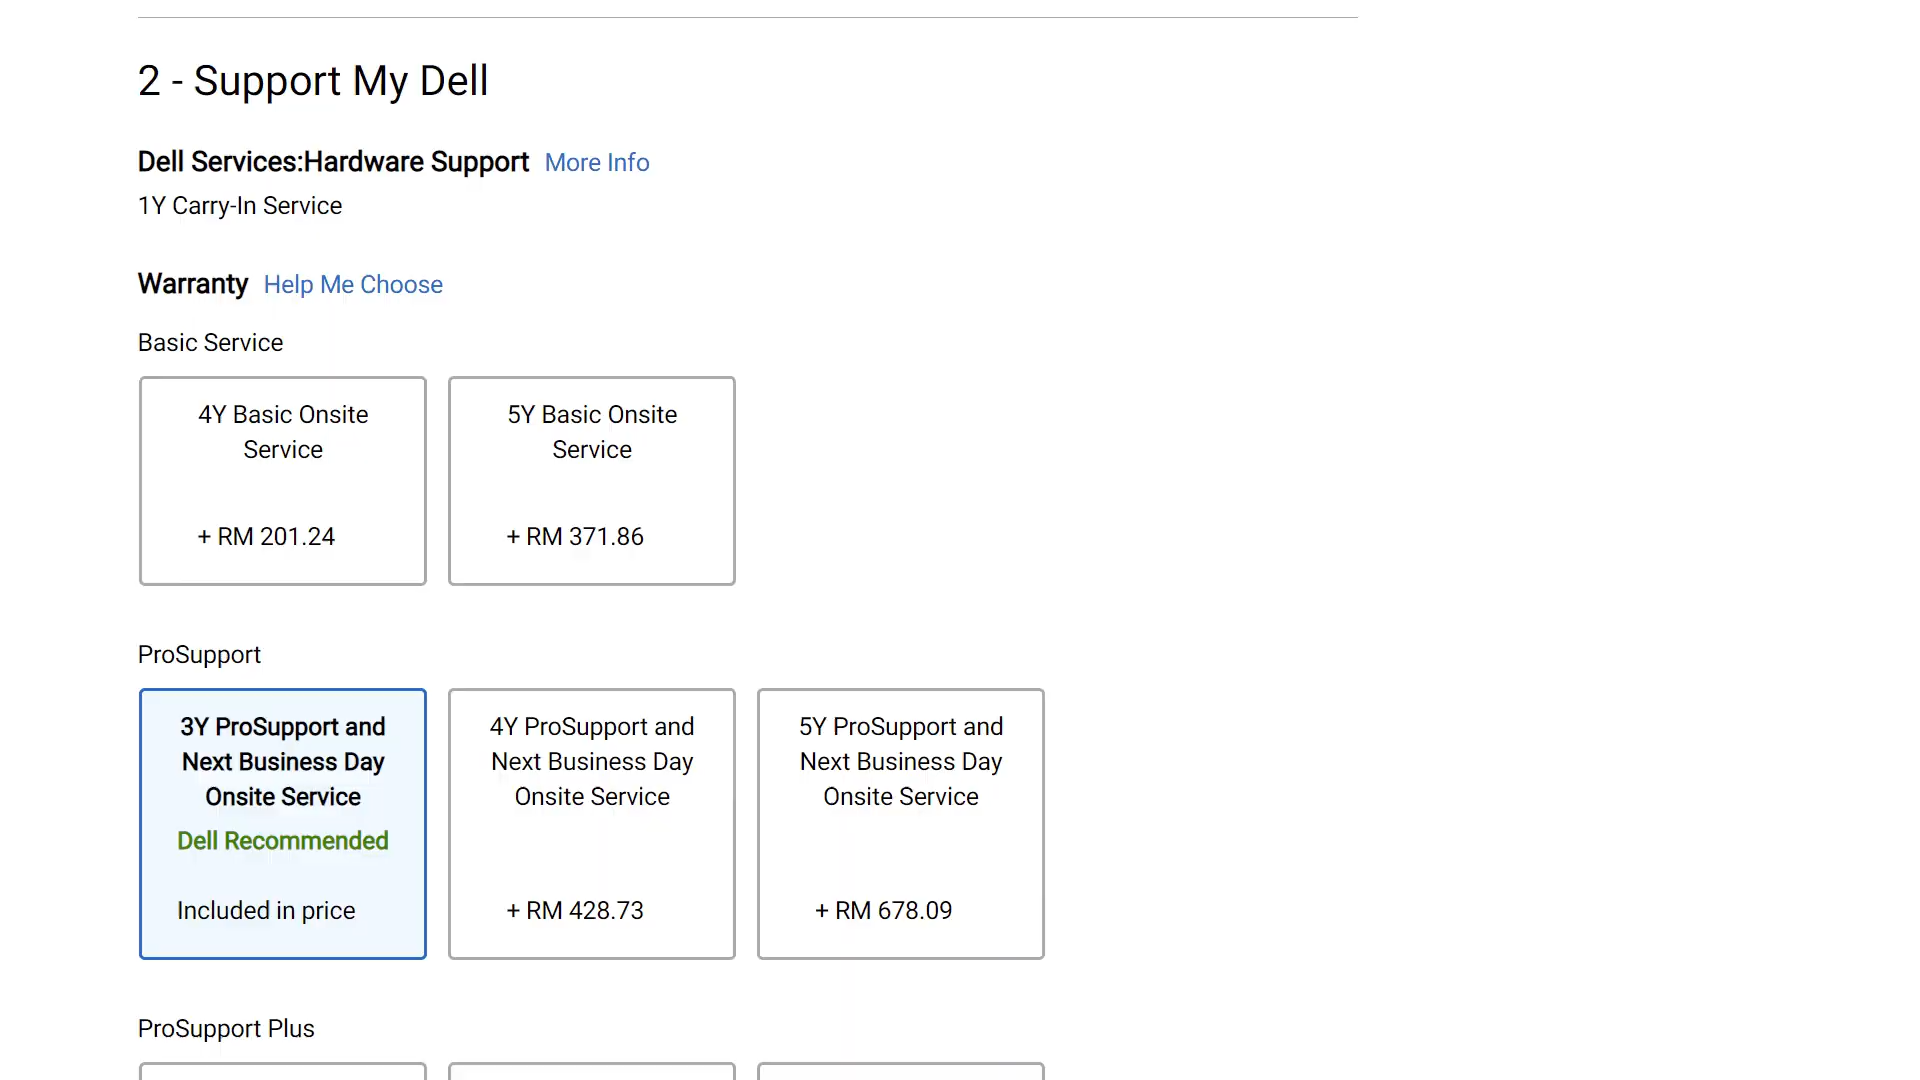 2 - Support My Dell
Dell Services:Hardware Support More Info
1Y Carry-In Service
Warranty Help Me Choose
Basic Service
4Y Basic Onsite
Service
+ RM 201.24
5Y Basic Onsite
Service
+ RM 371.86
ProSupport
3Y ProSupport and
Next Business Day
Onsite Service
Dell Recommended
Included in price
4Y ProSupport and
Next Business Day
Onsite Service
+ RM 428.73
5Y ProSupport and
Next Business Day
Onsite Service
+ RM 678.09
ProSupport Plus